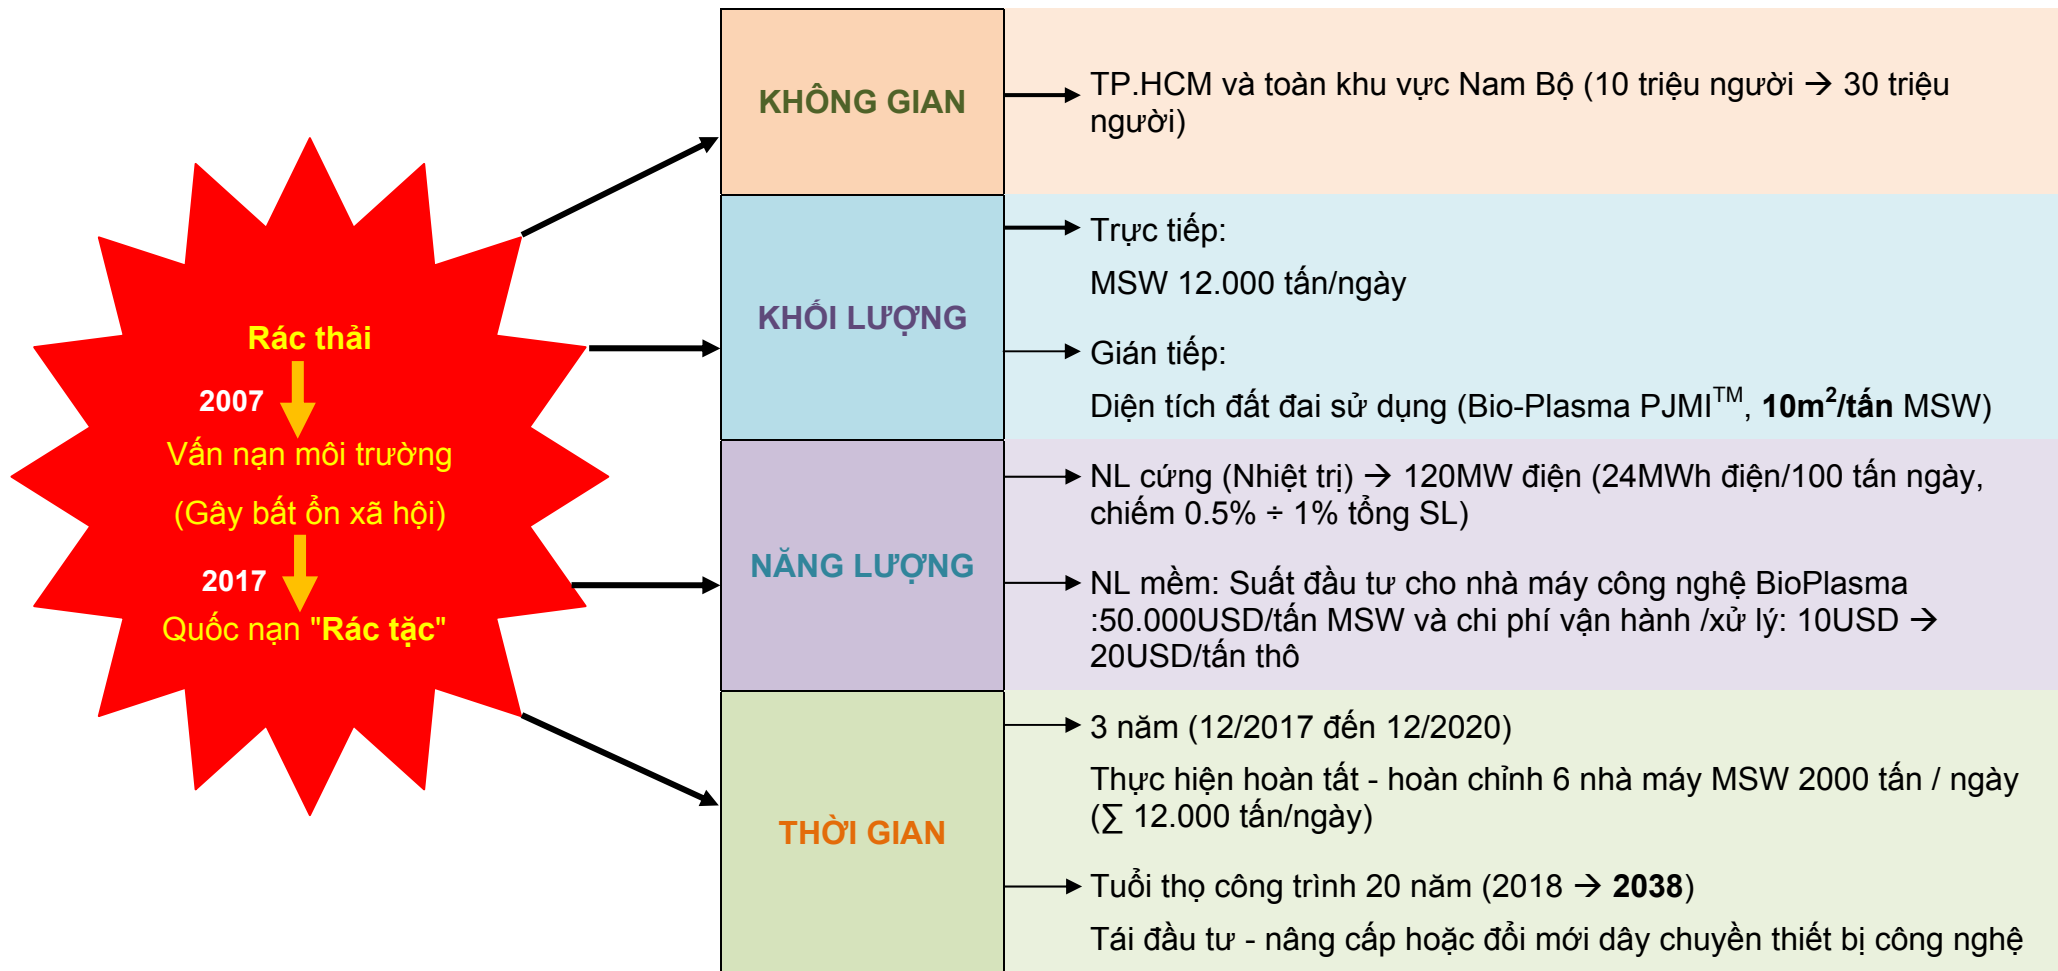 Rác thải
2007
Vấn nạn môi trường
(Gây bất ổn xã hội)
2017
Quốc nạn "Rác tặc"
KHÔNG GIAN
TP.HCM và toàn khu vực Nam Bộ (10 triệu người → 30 triệu
người)
KHỐI LƯỢNG
Trực tiếp:
MSW 12.000 tấn/ngày
Gián tiếp:
Diện tích đất đai sử dụng (Bio-Plasma PJMI™, 10m²/tấn MSW)
NĂNG LƯỢNG
NL cứng (Nhiệt trị) → 120MW điện (24MWh điện/100 tấn ngày,
chiếm 0.5% ÷ 1% tổng SL)
NL mềm: Suất đầu tư cho nhà máy công nghệ BioPlasma
:50.000USD/tấn MSW và chi phí vận hành /xử lý: 10USD →
20USD/tấn thô
THỜI GIAN
3 năm (12/2017 đến 12/2020)
Thực hiện hoàn tất - hoàn chỉnh 6 nhà máy MSW 2000 tấn / ngày
(∑ 12.000 tấn/ngày)
Tuổi thọ công trình 20 năm (2018 → 2038)
Tái đầu tư - nâng cấp hoặc đổi mới dây chuyền thiết bị công nghệ